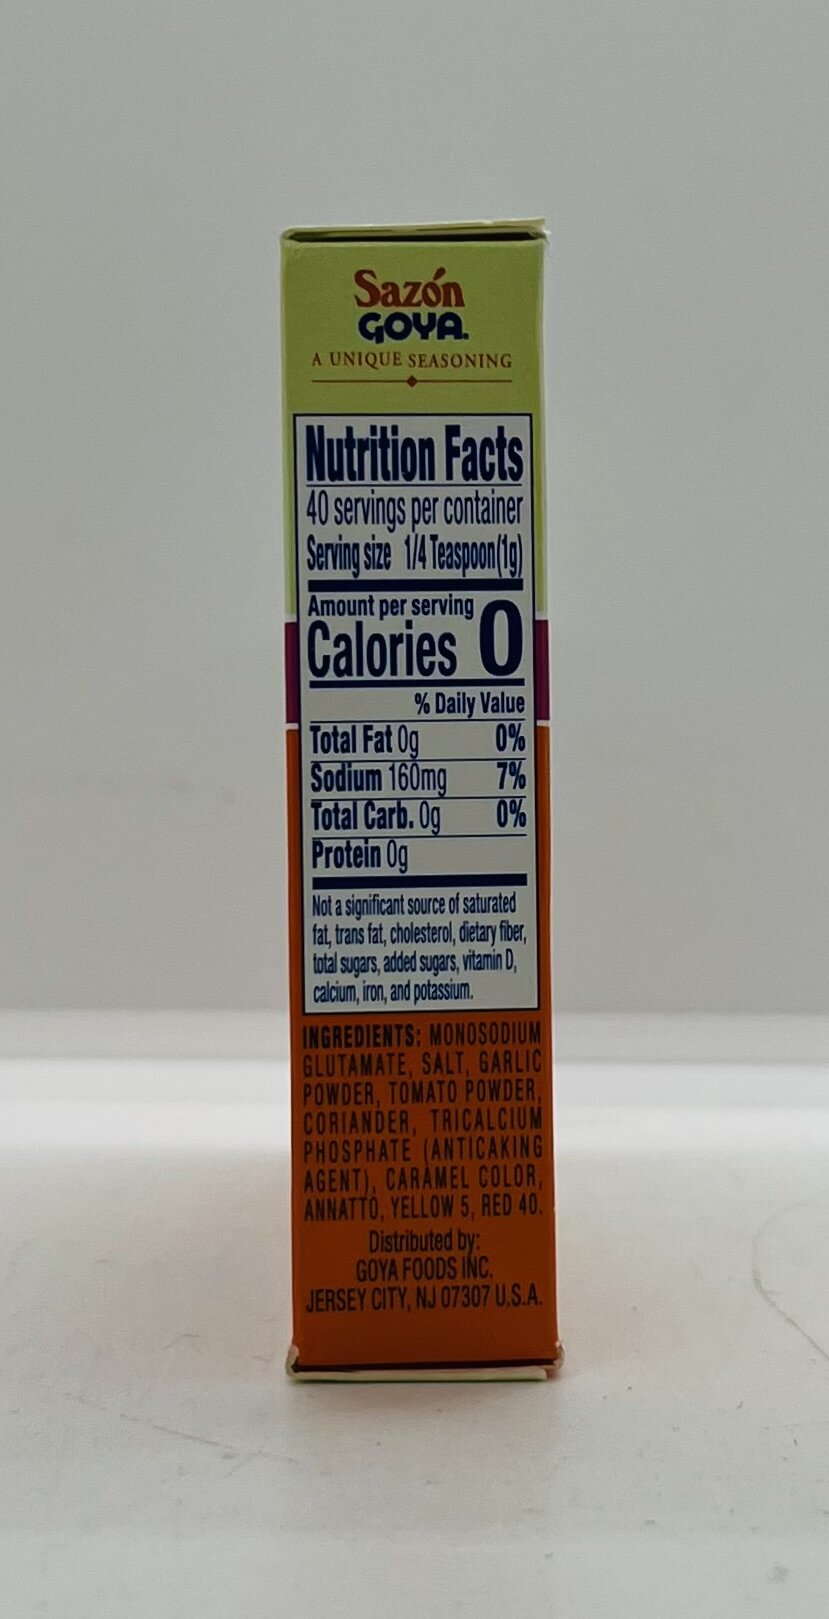 Sazón
GOYA.
A UNIQUE SEASONING
Nutrition Facts
40 servings per container
Serving size 1/4 Teaspoon(1g)
Amount per serving
Calories 0
% Daily Value
Total Fat 0g 0%
Sodium 160mg 7%
Total Carb. 0g 0%
Protein 0g
Not a significant source of saturated
fat, trans fat, cholesterol, dietary fiber,
total sugars, added sugars, vitamin D,
calcium, iron, and potassium.
INGREDIENTS: MONOSODIUM
GLUTAMATE, SALT, GARLIC
POWDER, TOMATO POWDER,
CORIANDER, TRICALCIUM
PHOSPHATE (ANTICAKING
AGENT), CARAMEL COLOR,
ANNATTO, YELLOW 5, RED 40.
Distributed by:
GOYA FOODS INC.
JERSEY CITY, NJ 07307 U.S.A.